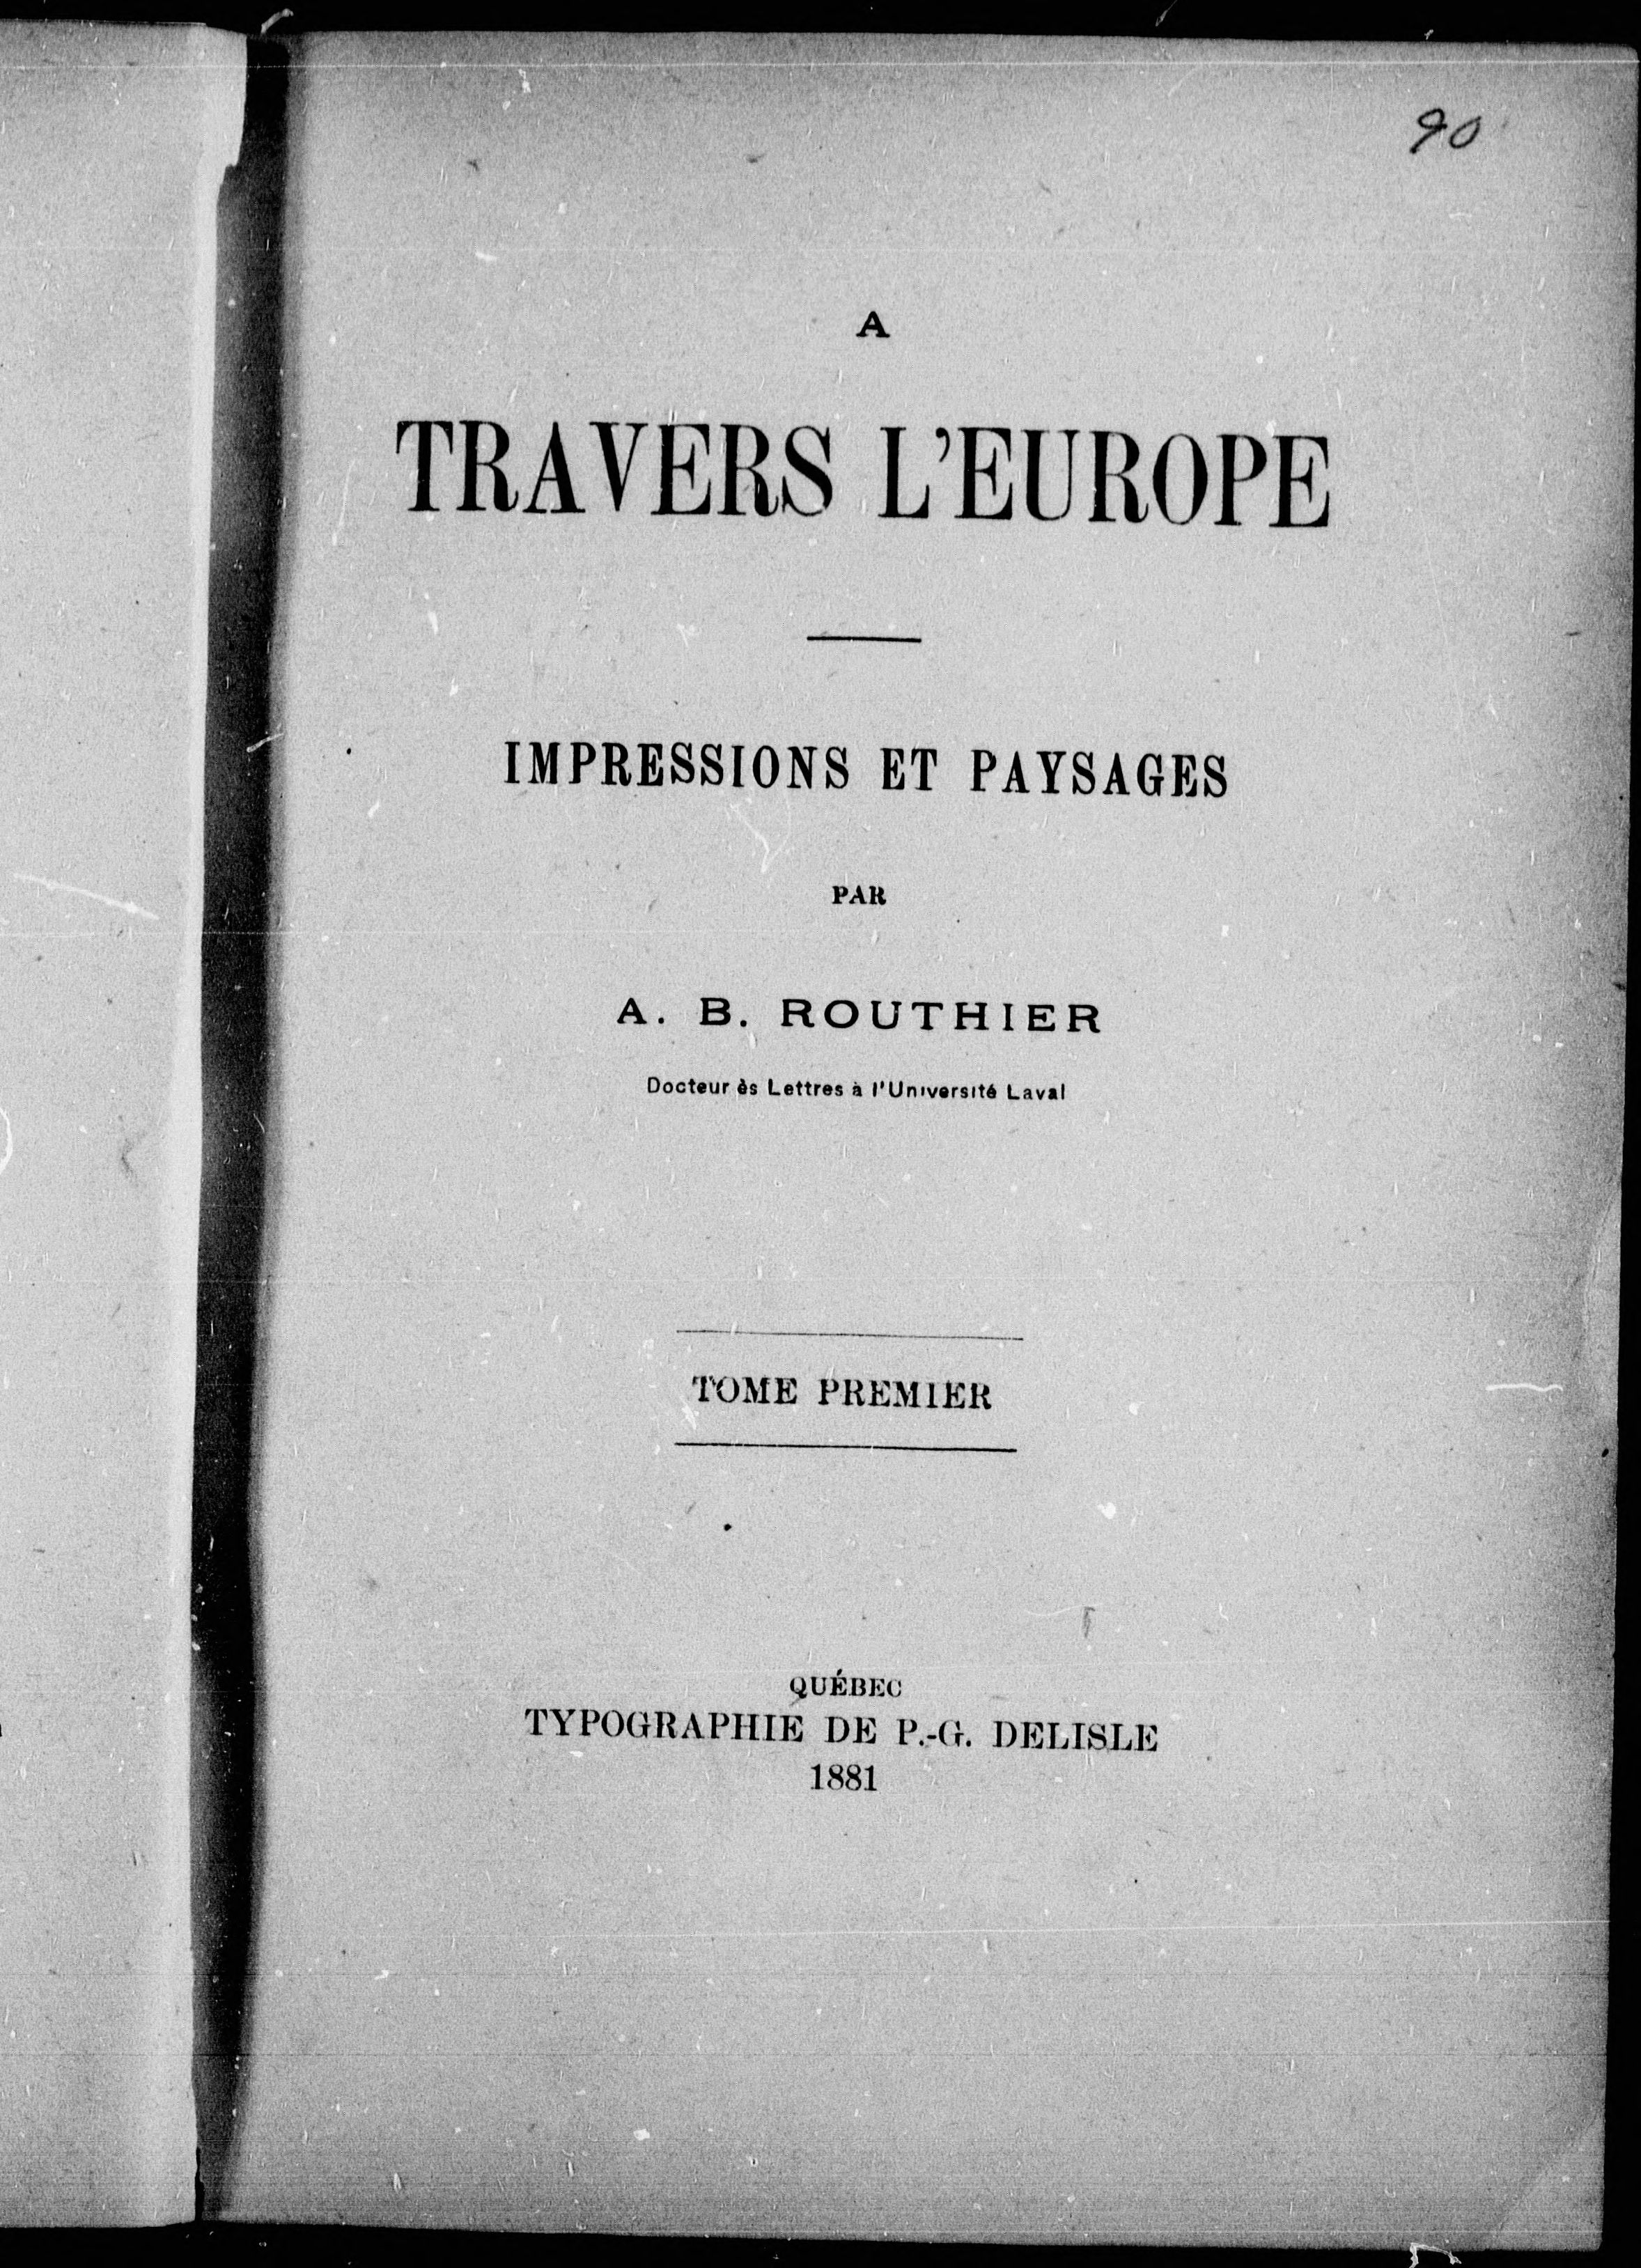 90
A
TRAVERS L'EUROPE
IMPRESSIONS ET PAYSAGES
PAR
A. B. ROUTHIER
Docteur ès Lettres à l'Université Laval
TOME PREMIER
QUÉBEC
TYPOGRAPHIE DE P.-G. DELISLE
1881